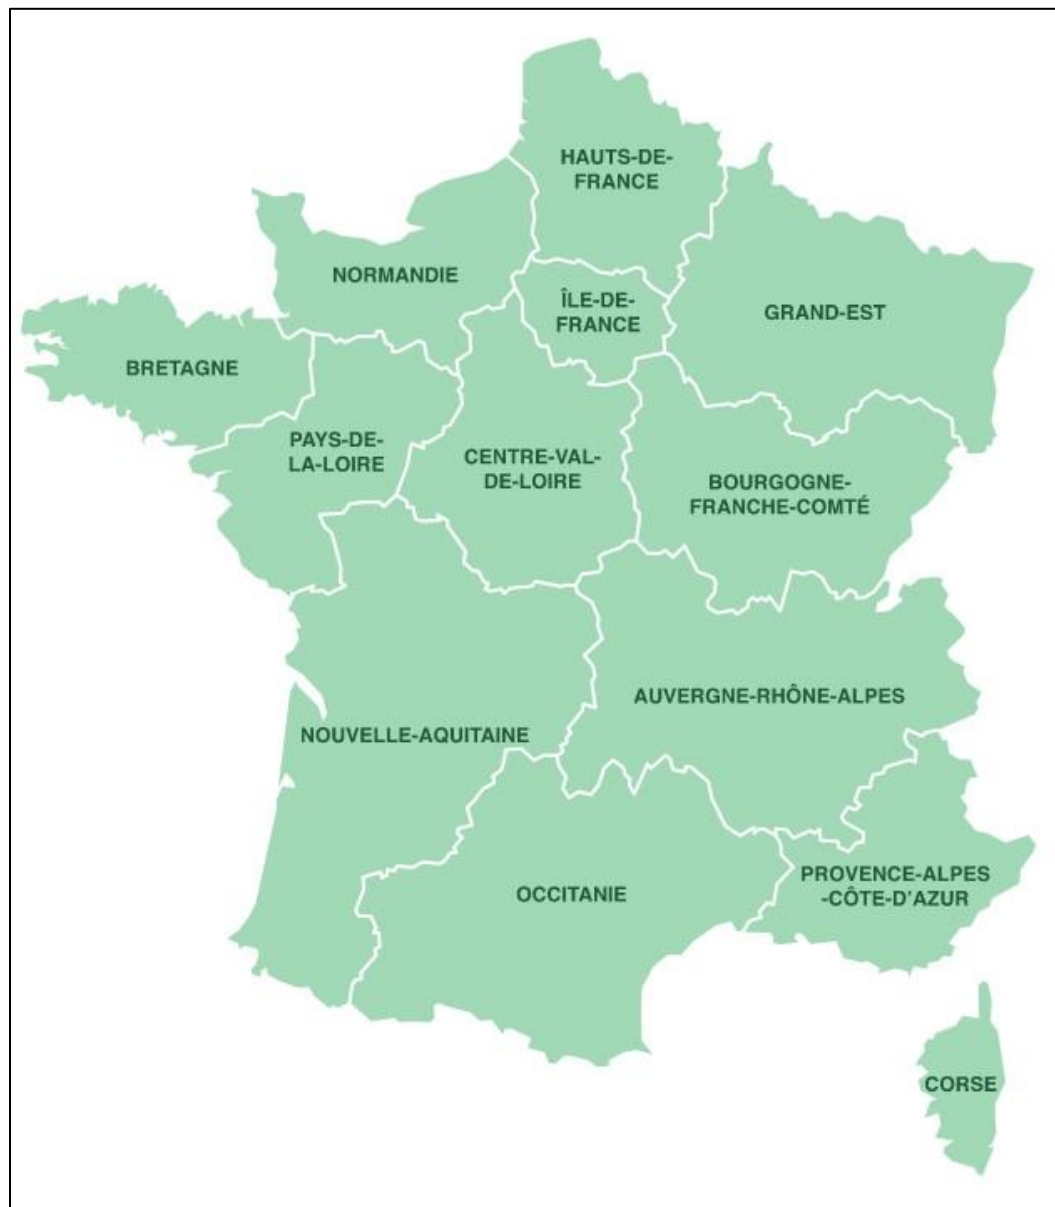 HAUTS-DE-
FRANCE
NORMANDIE
ÎLE-DE-
FRANCE
GRAND-EST
BRETAGNE
PAYS-DE-
LA-LOIRE
CENTRE-VAL-
DE-LOIRE
BOURGOGNE-
FRANCHE-COMTÉ
AUVERGNE-RHÔNE-ALPES
NOUVELLE-AQUITAINE
OCCITANIE
PROVENCE-ALPES
-CÔTE-D'AZUR
CORSE